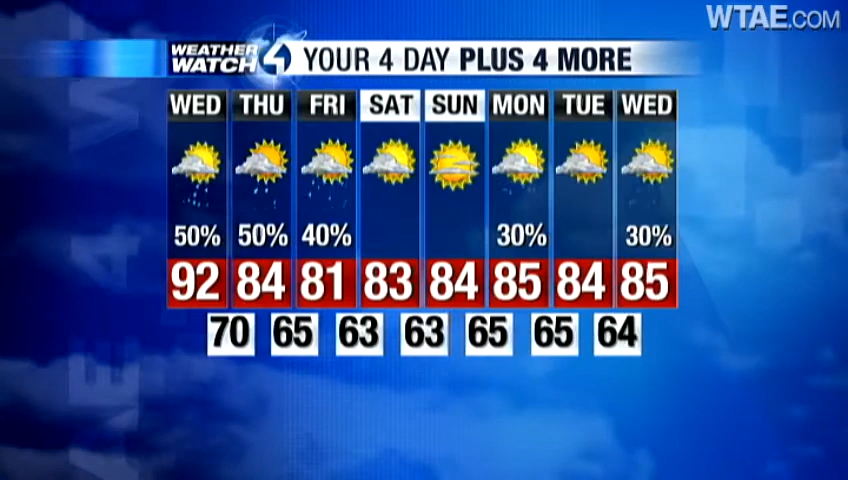 WTAE.COM
WEATHER
WATCH 4
YOUR 4 DAY PLUS 4 MORE
WED THU FRI SAT SUN MON TUE WED
50% 50% 40% 30% 30%
92 84 81 83 84 85 84 85
70 65 63 63 65 65 64